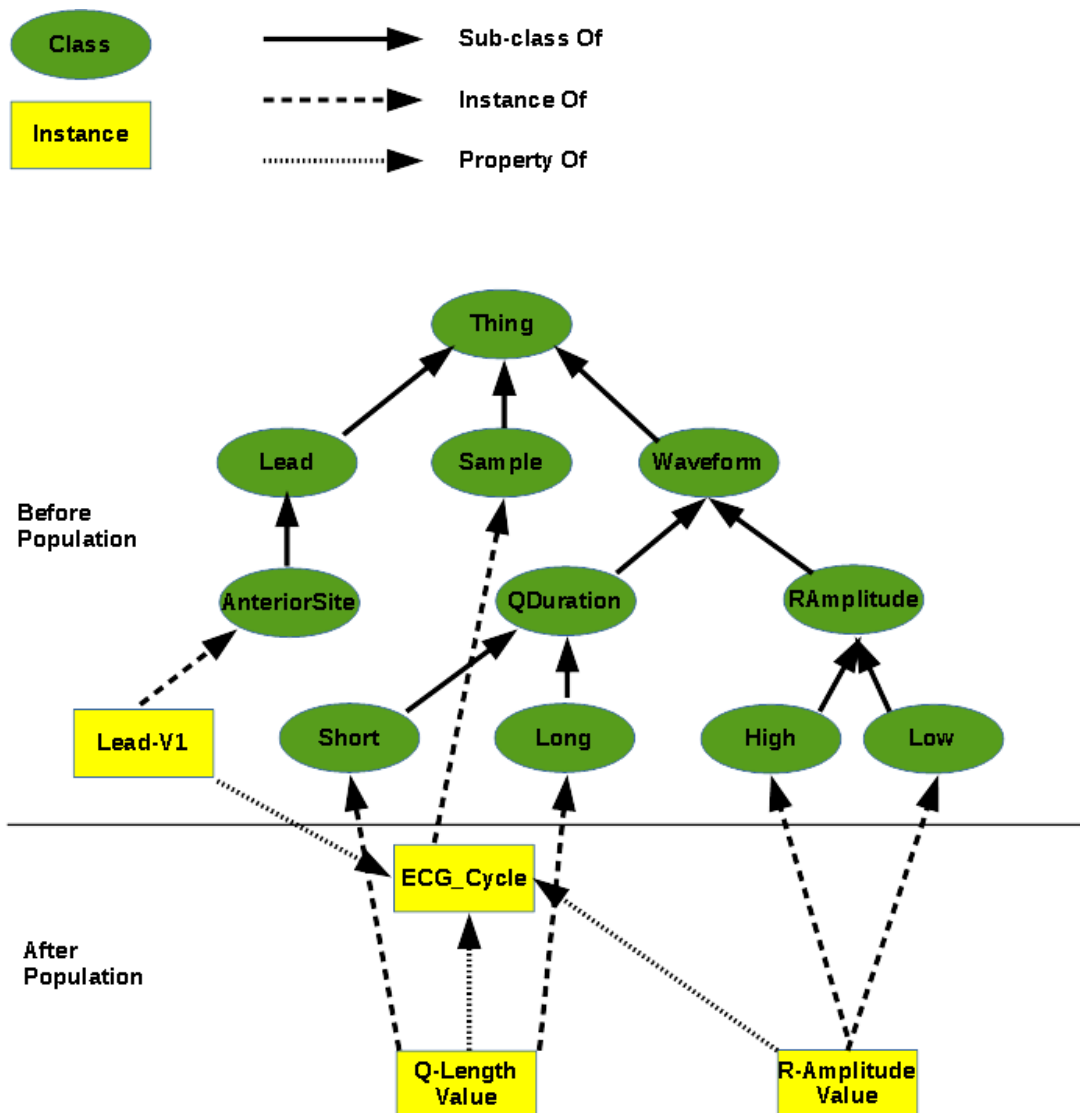 Class
Sub-class Of
Instance Of
Instance
Property Of
Thing
Lead
Sample
Waveform
Before
Population
AnteriorSite
QDuration
RAmplitude
Lead-V1
Short
Long
High
Low
ECG_Cycle
After
Population
Q-Length
Value
R-Amplitude
Value